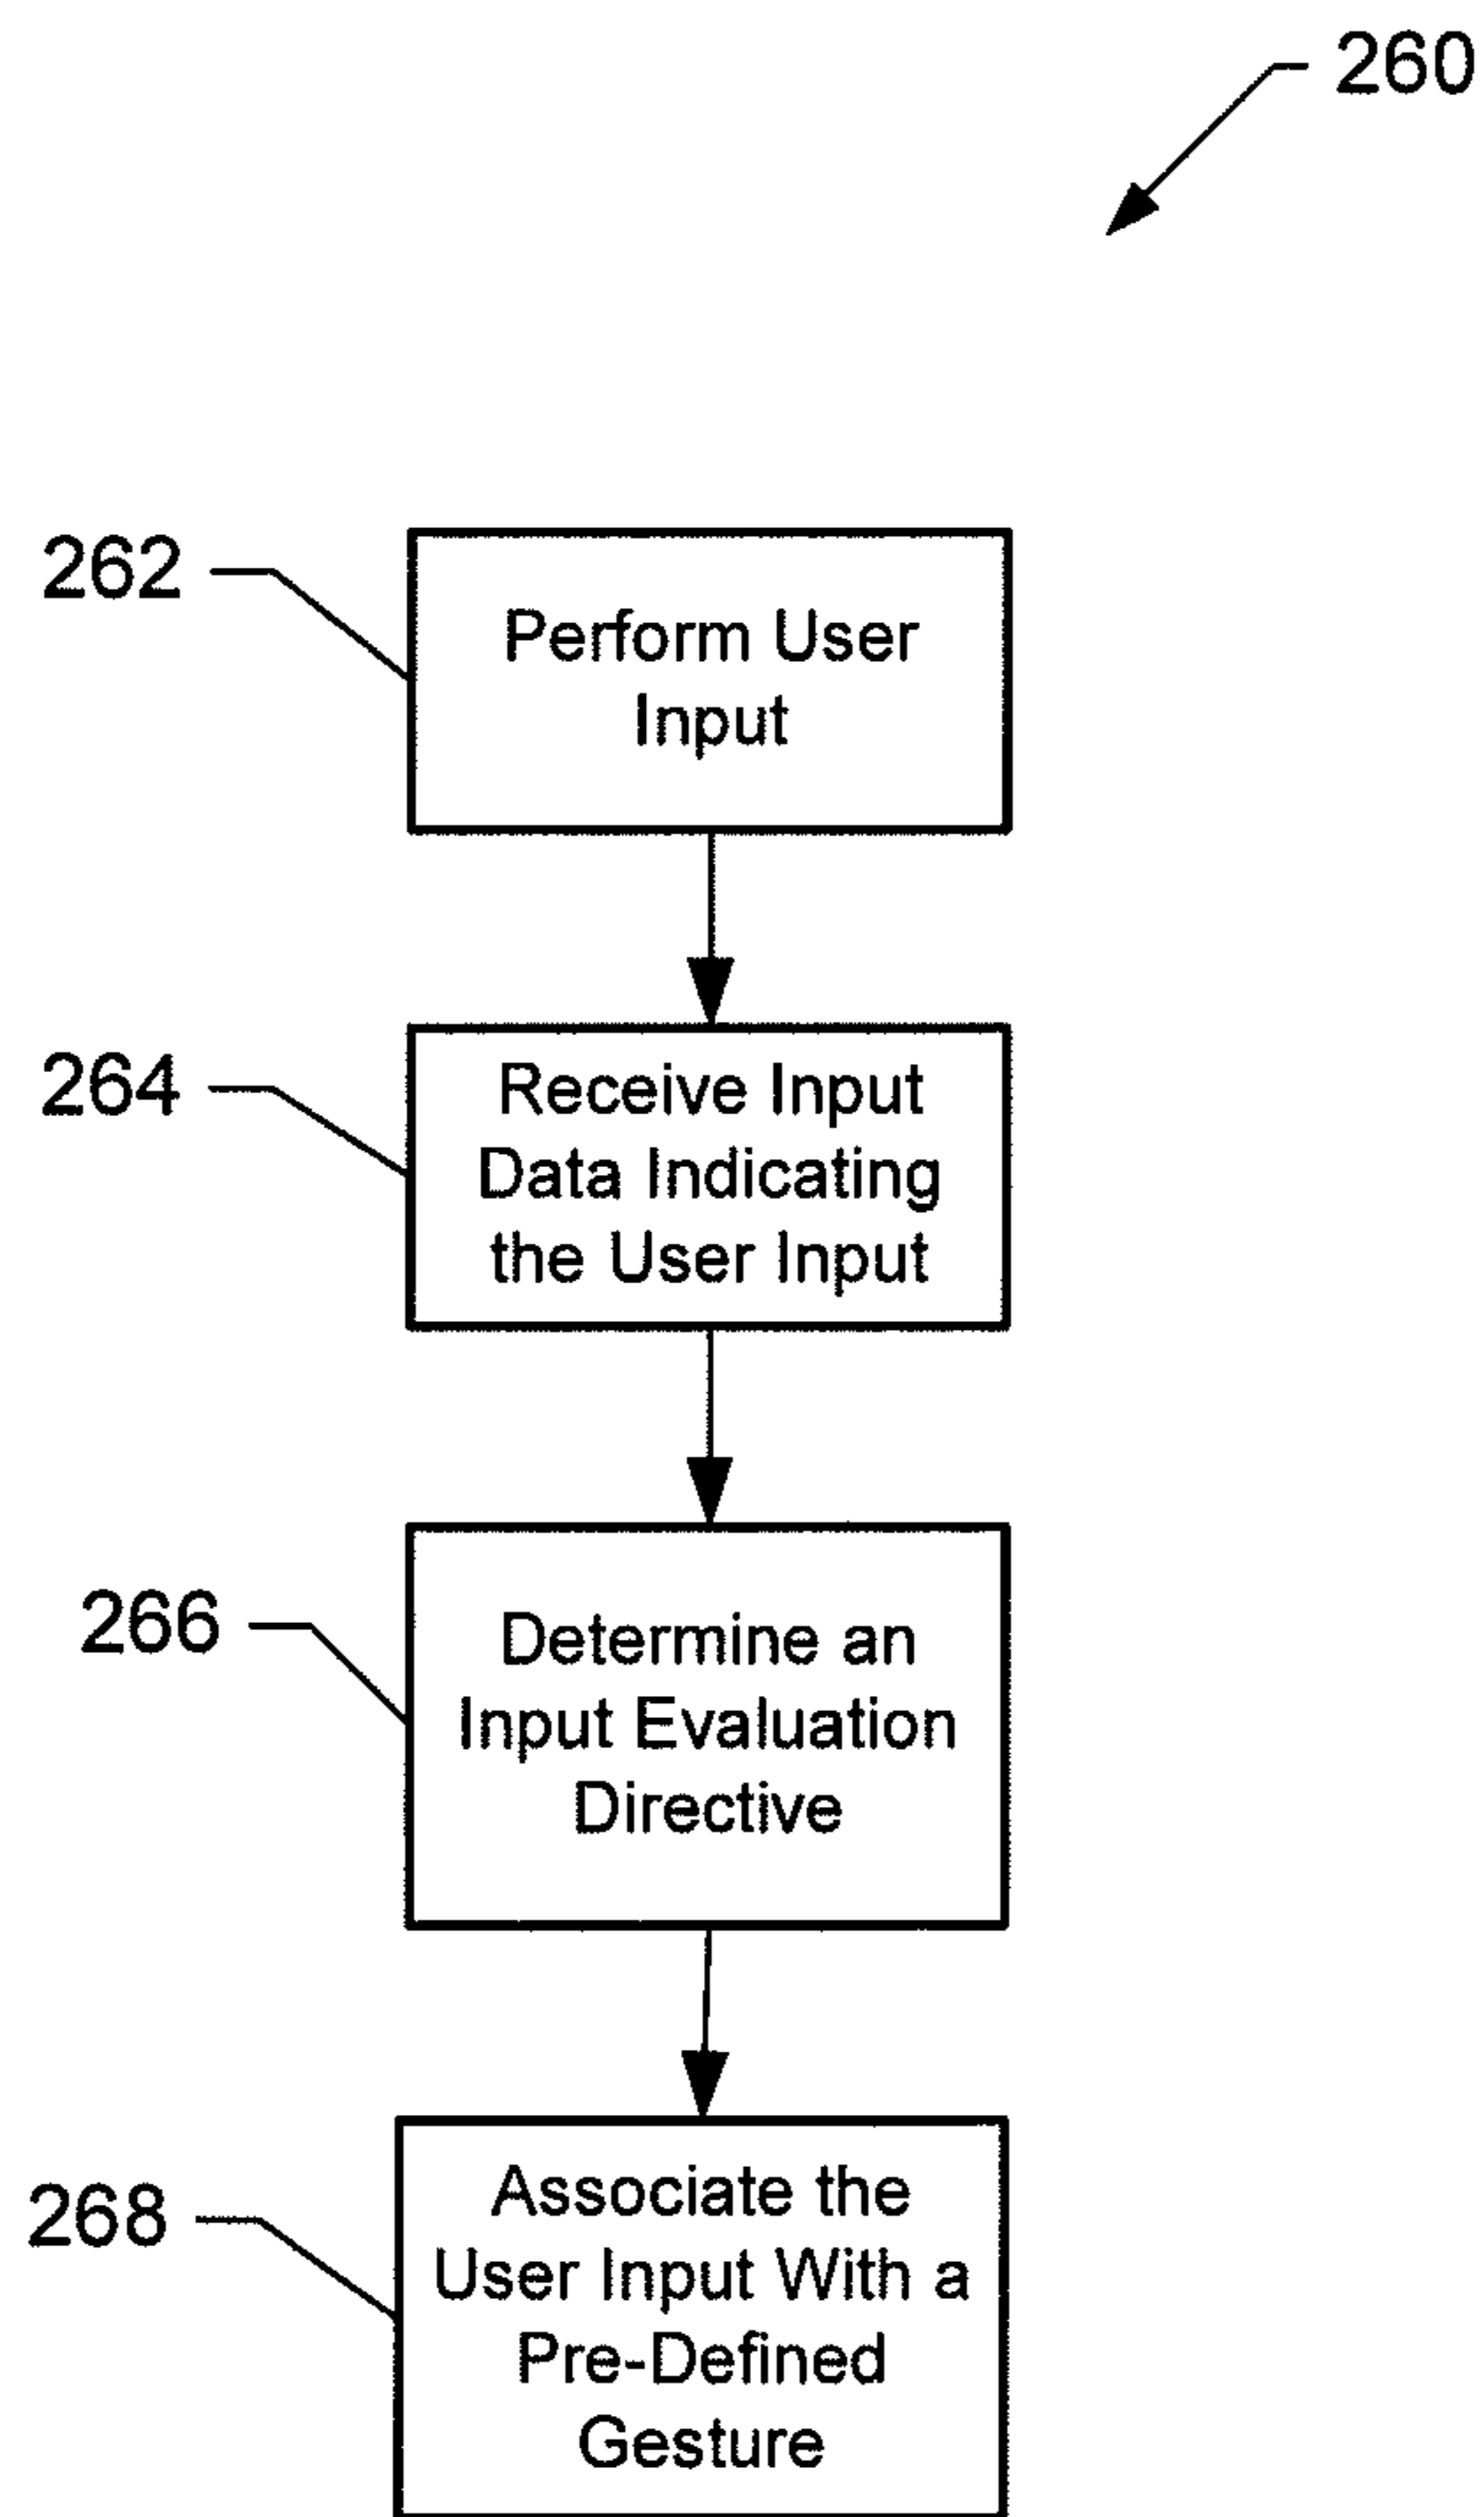 260
262
Perform User
Input
264
Receive Input
Data Indicating
the User Input
266
Determine an
Input Evaluation
Directive
268
Associate the
User Input With a
Pre-Defined
Gesture